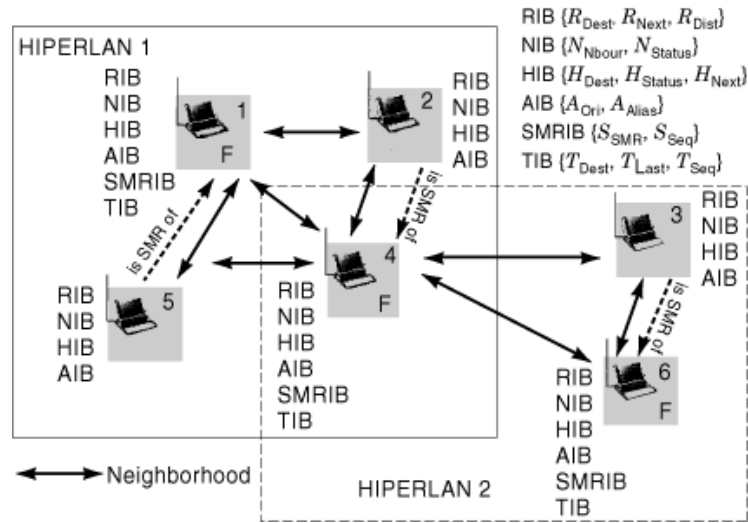 RIB {R_Dest, R_Next, R_Dist}
NIB {N_Nbour, N_Status}
HIB {H_Dest, H_Status, H_Next}
AIB {A_Ori, A_Alias}
SMRIB {S_SMR, S_Seq}
TIB {T_Dest, T_Last, T_Seq}
HIPERLAN 1
RIB
NIB
HIB
AIB
SMRIB
TIB
1
F
2
RIB
NIB
HIB
AIB
is SMR of
is SMR of
3
RIB
NIB
HIB
AIB
4
F
RIB
NIB
HIB
AIB
SMRIB
TIB
5
RIB
NIB
HIB
AIB
is SMR of
6
F
RIB
NIB
HIB
AIB
SMRIB
TIB
Neighborhood
HIPERLAN 2